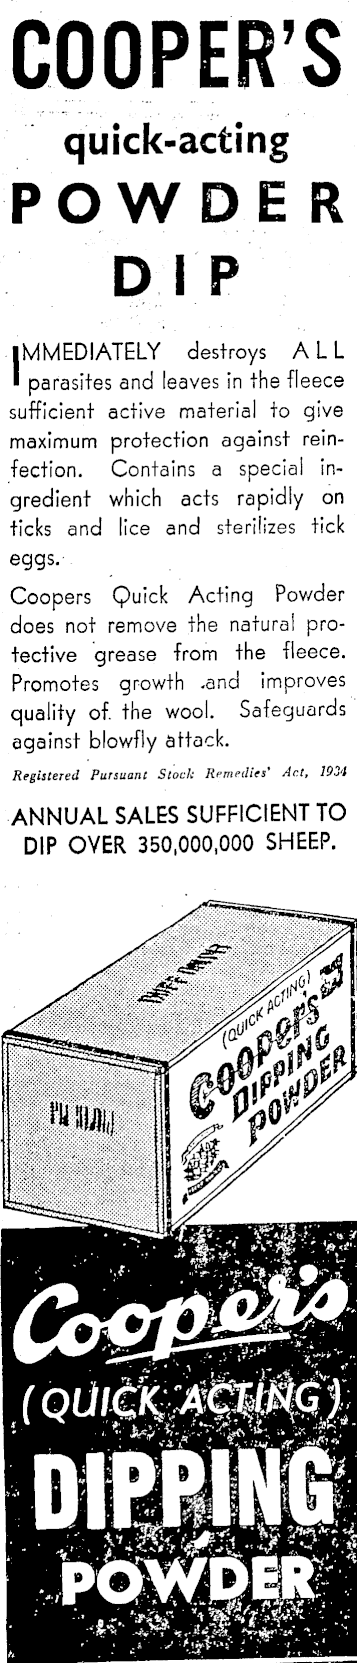 COOPER'S
quick-acting
POWDER
DIP
IMMEDIATELY destroys ALL
parasites and leaves in the fleece
sufficient active material to give
maximum protection against rein-
fection. Contains a special in-
gredient which acts rapidly on
ticks and lice and sterilizes tick
eggs.
Coopers Quick Acting Powder
does not remove the natural pro-
tective grease from the fleece.
Promotes growth and improves
quality of the wool. Safeguards
against blowfly attack.
Registered Pursuant Stock Remedies' Act, 1934
ANNUAL SALES SUFFICIENT TO
DIP OVER 350,000,000 SHEEP.
(QUICK ACTING)
COOPER'S
DIPPING
POWDER
Cooper's
(QUICK ACTING)
DIPPING
POWDER